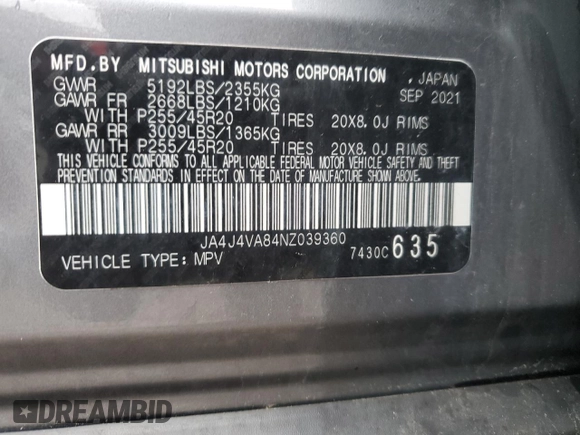 MFD.BY MITSUBISHI MOTORS CORPORATION , JAPAN
GVWR 5192LBS/2355KG SEP 2021
GAWR FR 2668LBS/1210KG
WITH P255/45R20 TIRES 20X8.0J RIMS
GAWR RR 3009LBS/1365KG
WITH P255/45R20 TIRES 20X8.0J RIMS
THIS VEHICLE CONFORMS TO ALL APPLICABLE FEDERAL MOTOR VEHICLE SAFETY AND THEFT
PREVENTION STANDARDS IN EFFECT ON THE DATE OF MANUFACTURE SHOWN ABOVE.
JA4J4VA84NZ039360
VEHICLE TYPE: MPV 7430C 635
DREAMBID